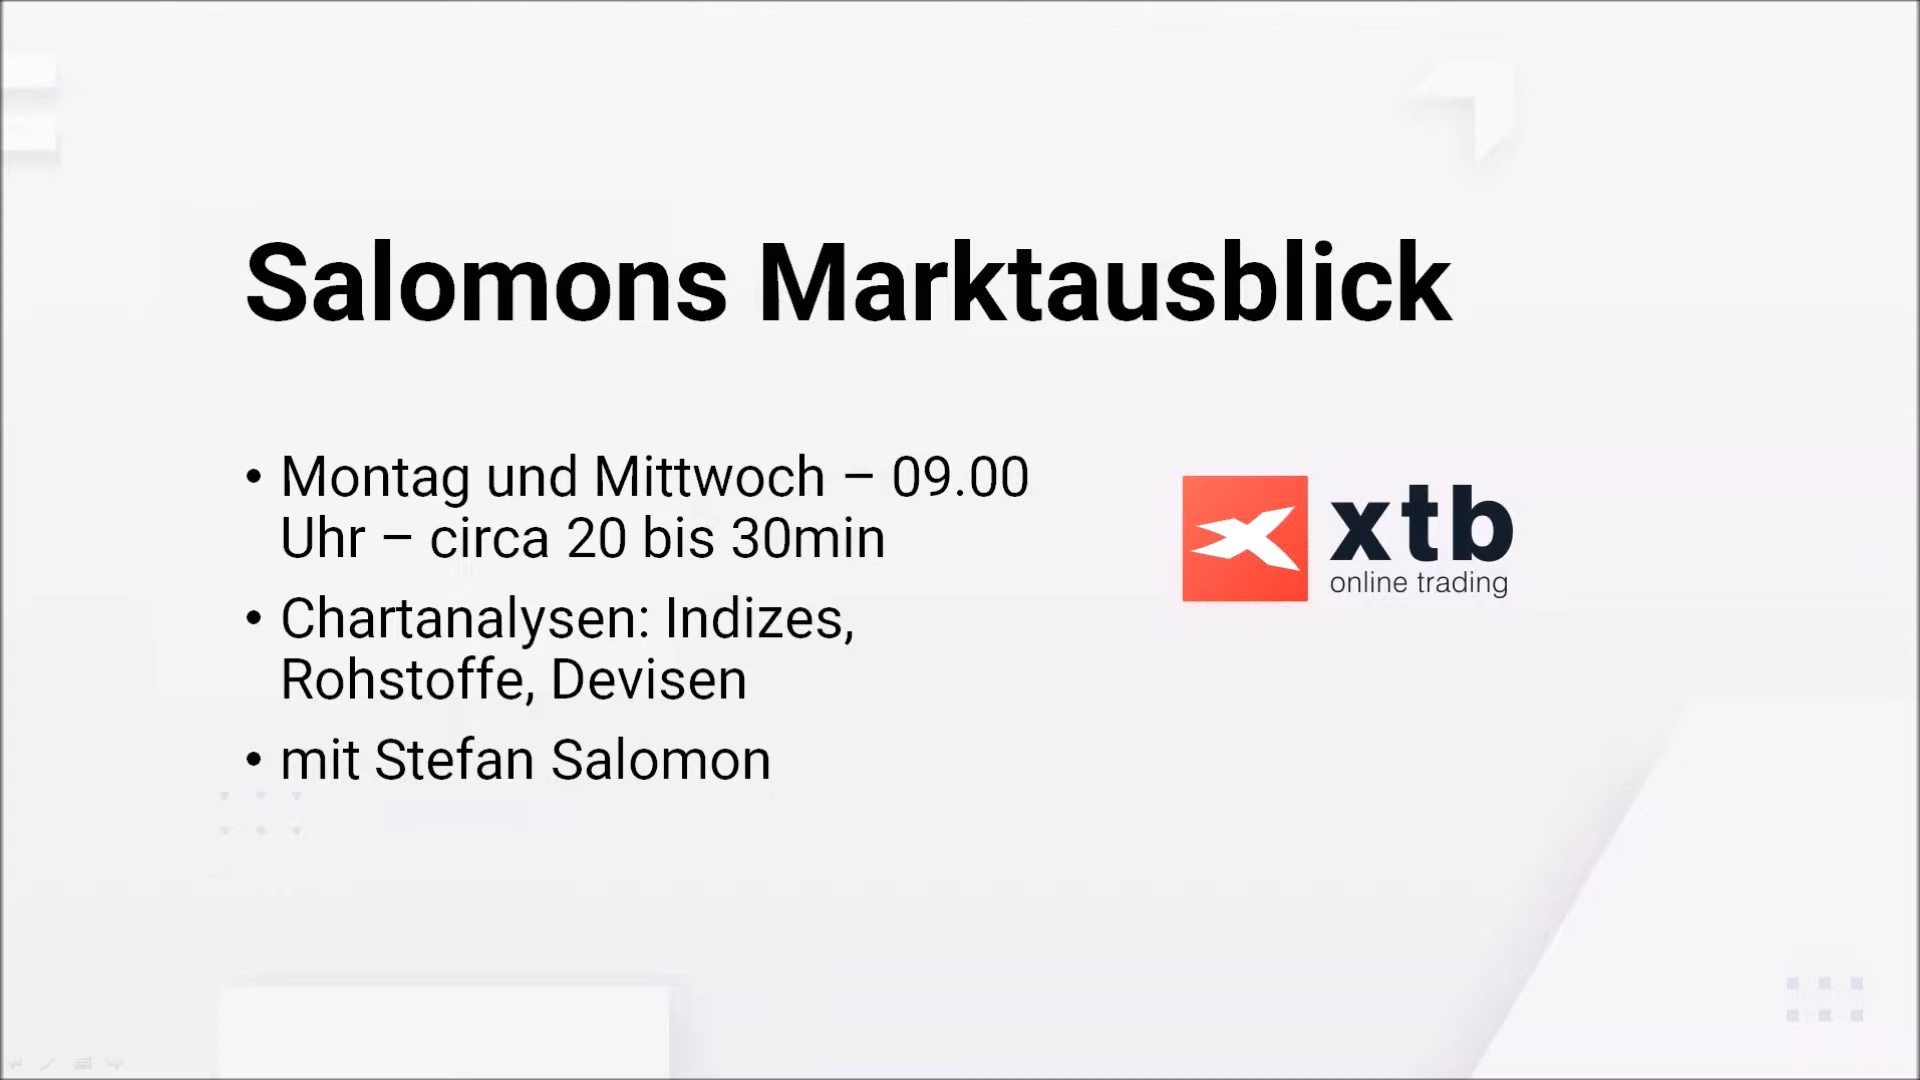 Salomons Marktausblick
• Montag und Mittwoch – 09.00
Uhr – circa 20 bis 30min
• Chartanalysen: Indizes,
Rohstoffe, Devisen
• mit Stefan Salomon
xtb
online trading